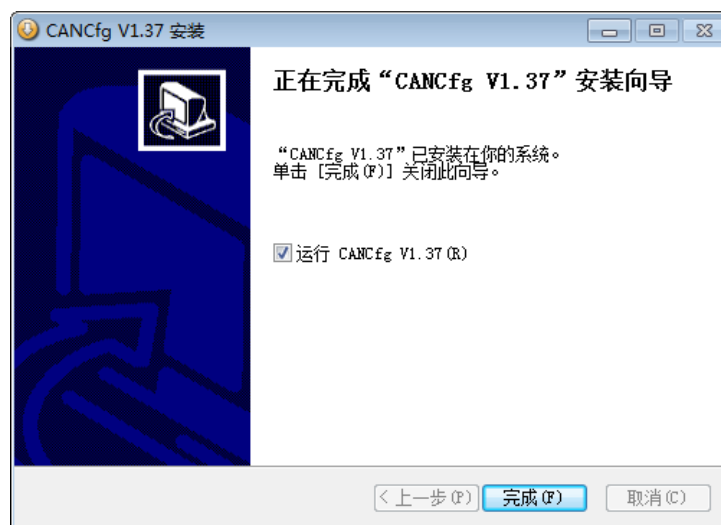 CANCfg V1.37 安装
正在完成“CANCfg V1.37”安装向导
“CANCfg V1.37”已安装在你的系统。
单击 [完成(F)] 关闭此向导。
运行 CANCfg V1.37(R)
< 上一步(P) 完成(F) 取消(C)